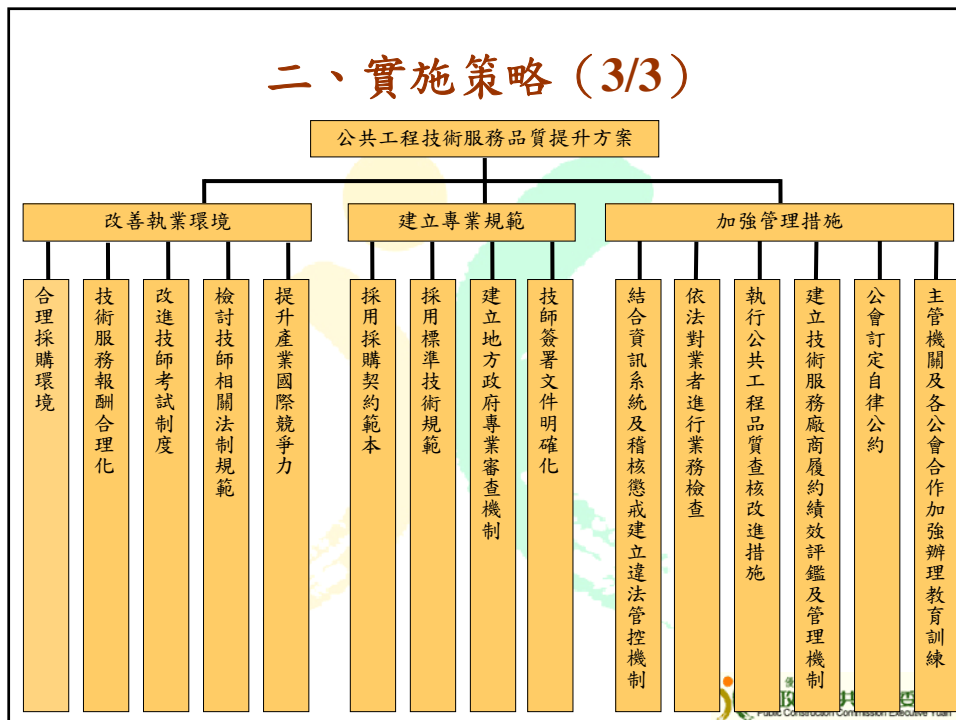 二、實施策略（3/3）
公共工程技術服務品質提升方案
改善執業環境
建立專業規範
加強管理措施
合理採購環境
技術服務報酬合理化
改進技師考試制度
檢討技師相關法制規範
提升產業國際競爭力
採用採購契約範本
採用標準技術規範
建立地方政府專業審查機制
技師簽署文件明確化
結合資訊系統及稽核懲戒建立違法管控機制
依法對業者進行業務檢查
執行公共工程品質查核改進措施
建立技術服務廠商履約績效評鑑及管理機制
公會訂定自律公約
主管機關及各公會合作加強辦理教育訓練
Public Construction Commission Executive Yuan